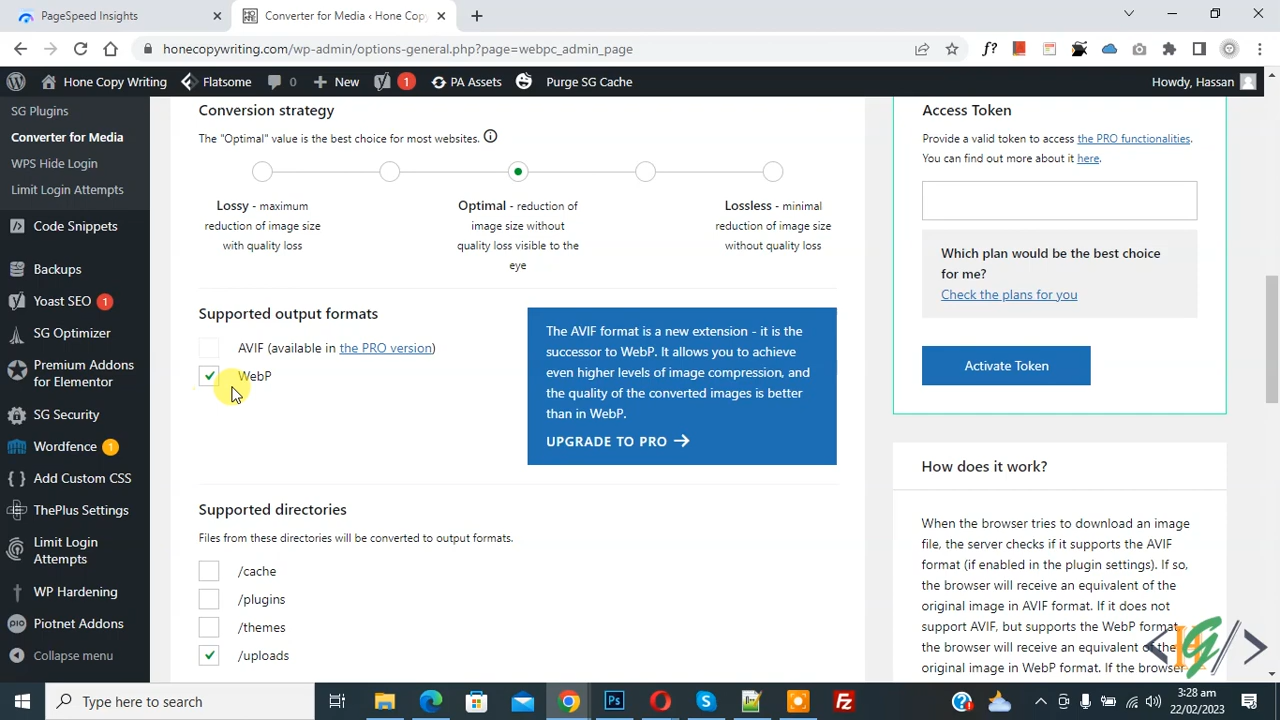 PageSpeed Insights
Converter for Media ‹ Hone Copy
honecopywriting.com/wp-admin/options-general.php?page=webpc_admin_page
f?
Hone Copy Writing
Flatsome
0
New
1
PA Assets
Purge SG Cache
Howdy, Hassan
SG Plugins
Converter for Media
WPS Hide Login
Limit Login Attempts
Code Snippets
Backups
Yoast SEO 1
SG Optimizer
Premium Addons
for Elementor
SG Security
Wordfence 1
Add Custom CSS
ThePlus Settings
Limit Login
Attempts
WP Hardening
Piotnet Addons
Collapse menu
Conversion strategy
The "Optimal" value is the best choice for most websites.
Lossy - maximum
reduction of image size
with quality loss
Optimal - reduction of
image size without
quality loss visible to the
eye
Lossless - minimal
reduction of image size
without quality loss
Supported output formats
AVIF (available in the PRO version)
WebP
The AVIF format is a new extension - it is the
successor to WebP. It allows you to achieve
even higher levels of image compression, and
the quality of the converted images is better
than in WebP.
UPGRADE TO PRO
Supported directories
Files from these directories will be converted to output formats.
/cache
/plugins
/themes
/uploads
Access Token
Provide a valid token to access the PRO functionalities.
You can find out more about it here.
Which plan would be the best choice
for me?
Check the plans for you
Activate Token
How does it work?
When the browser tries to download an image
file, the server checks if it supports the AVIF
format (if enabled in the plugin settings). If so,
the browser will receive an equivalent of the
original image in AVIF format. If it does not
support AVIF, but supports the WebP format,
the browser will receive an equivalent of the
original image in WebP format. If the browser
HG
Type here to search
Ps
Fz
3:28 am
22/02/2023